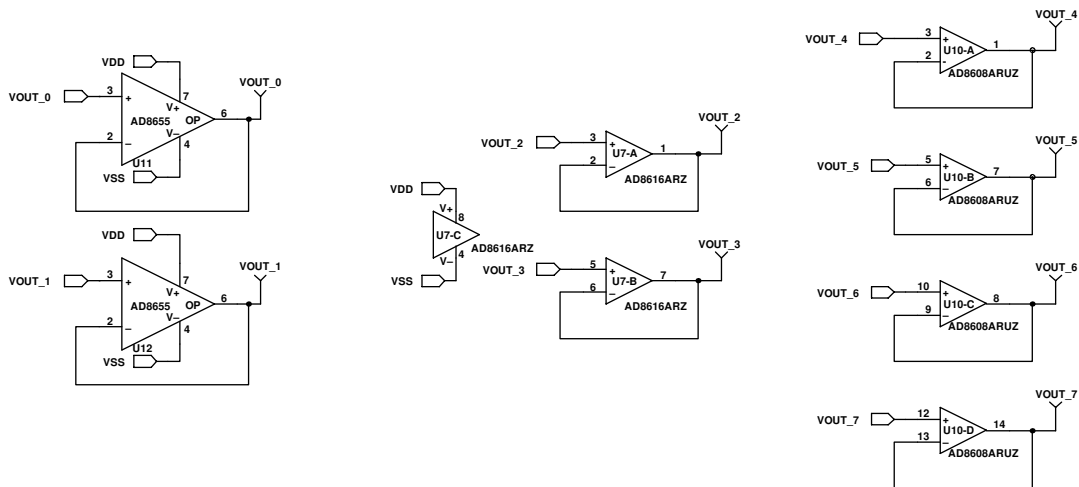 VDD
VOUT_0
VOUT_0
3
+
7
V+
AD8655
OP
6
2
−
V−
4
U11
VSS
VDD
VOUT_1
VOUT_1
3
+
7
V+
AD8655
OP
6
2
−
V−
4
U12
VSS
VDD
V+
8
U7-C
AD8616ARZ
V−
4
VSS
VOUT_2
VOUT_2
3
+
U7-A
1
2
−
AD8616ARZ
VOUT_3
VOUT_3
5
+
U7-B
7
6
−
AD8616ARZ
VOUT_4
VOUT_4
3
+
U10-A
1
2
-
AD8608ARUZ
VOUT_5
VOUT_5
5
+
U10-B
7
6
−
AD8608ARUZ
VOUT_6
VOUT_6
10
+
U10-C
8
9
−
AD8608ARUZ
VOUT_7
VOUT_7
12
+
U10-D
14
13
−
AD8608ARUZ